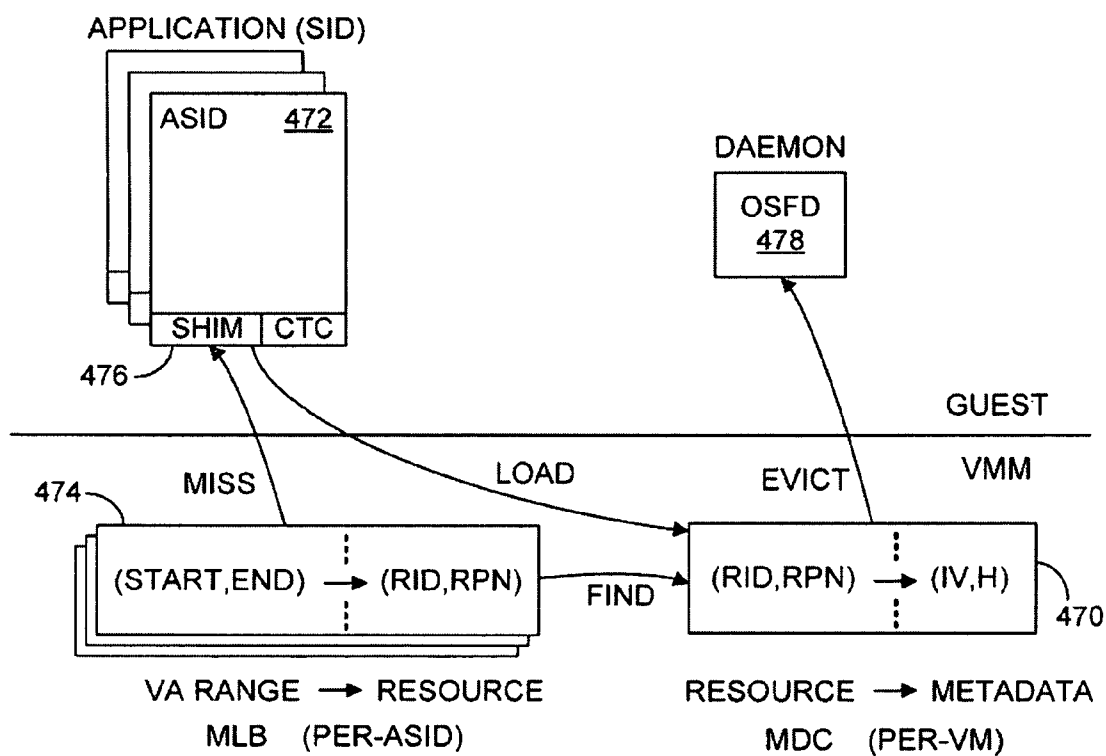 APPLICATION (SID)
ASID 472
DAEMON
OSFD
478
SHIM CTC
476
GUEST
VMM
MISS
LOAD
EVICT
474
(START,END) → (RID,RPN)
FIND
(RID,RPN) → (IV,H)
470
VA RANGE → RESOURCE
MLB (PER-ASID)
RESOURCE → METADATA
MDC (PER-VM)